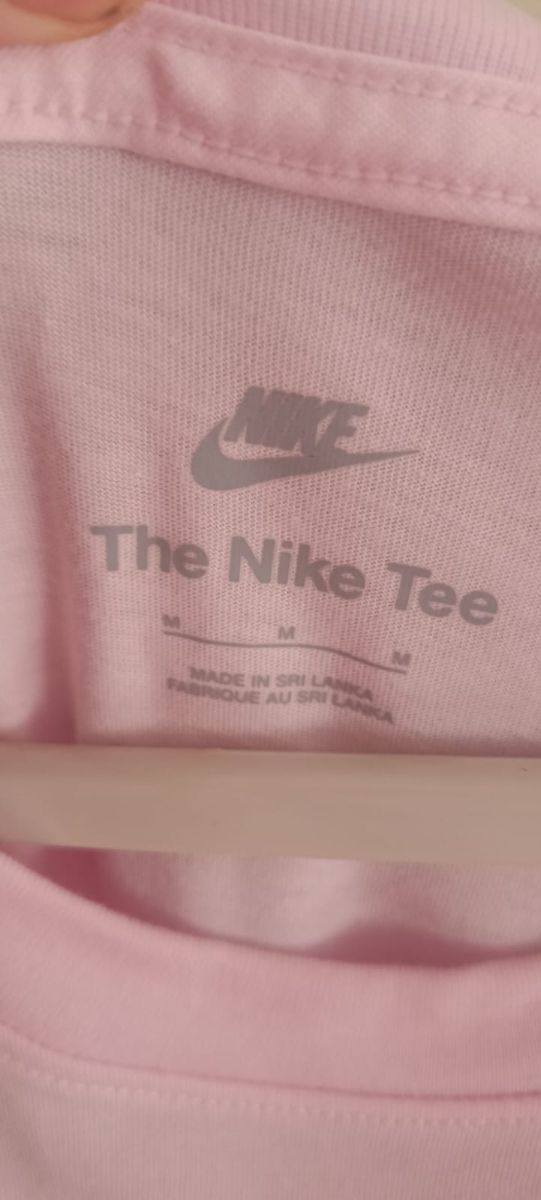 NIKE
The Nike Tee
M M M
MADE IN SRI LANKA
FABRIQUE AU SRI LANKA